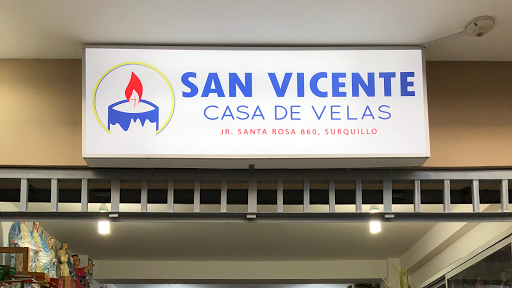 SAN VICENTE
CASA DE VELAS
JR. SANTA ROSA 860, SURQUILLO